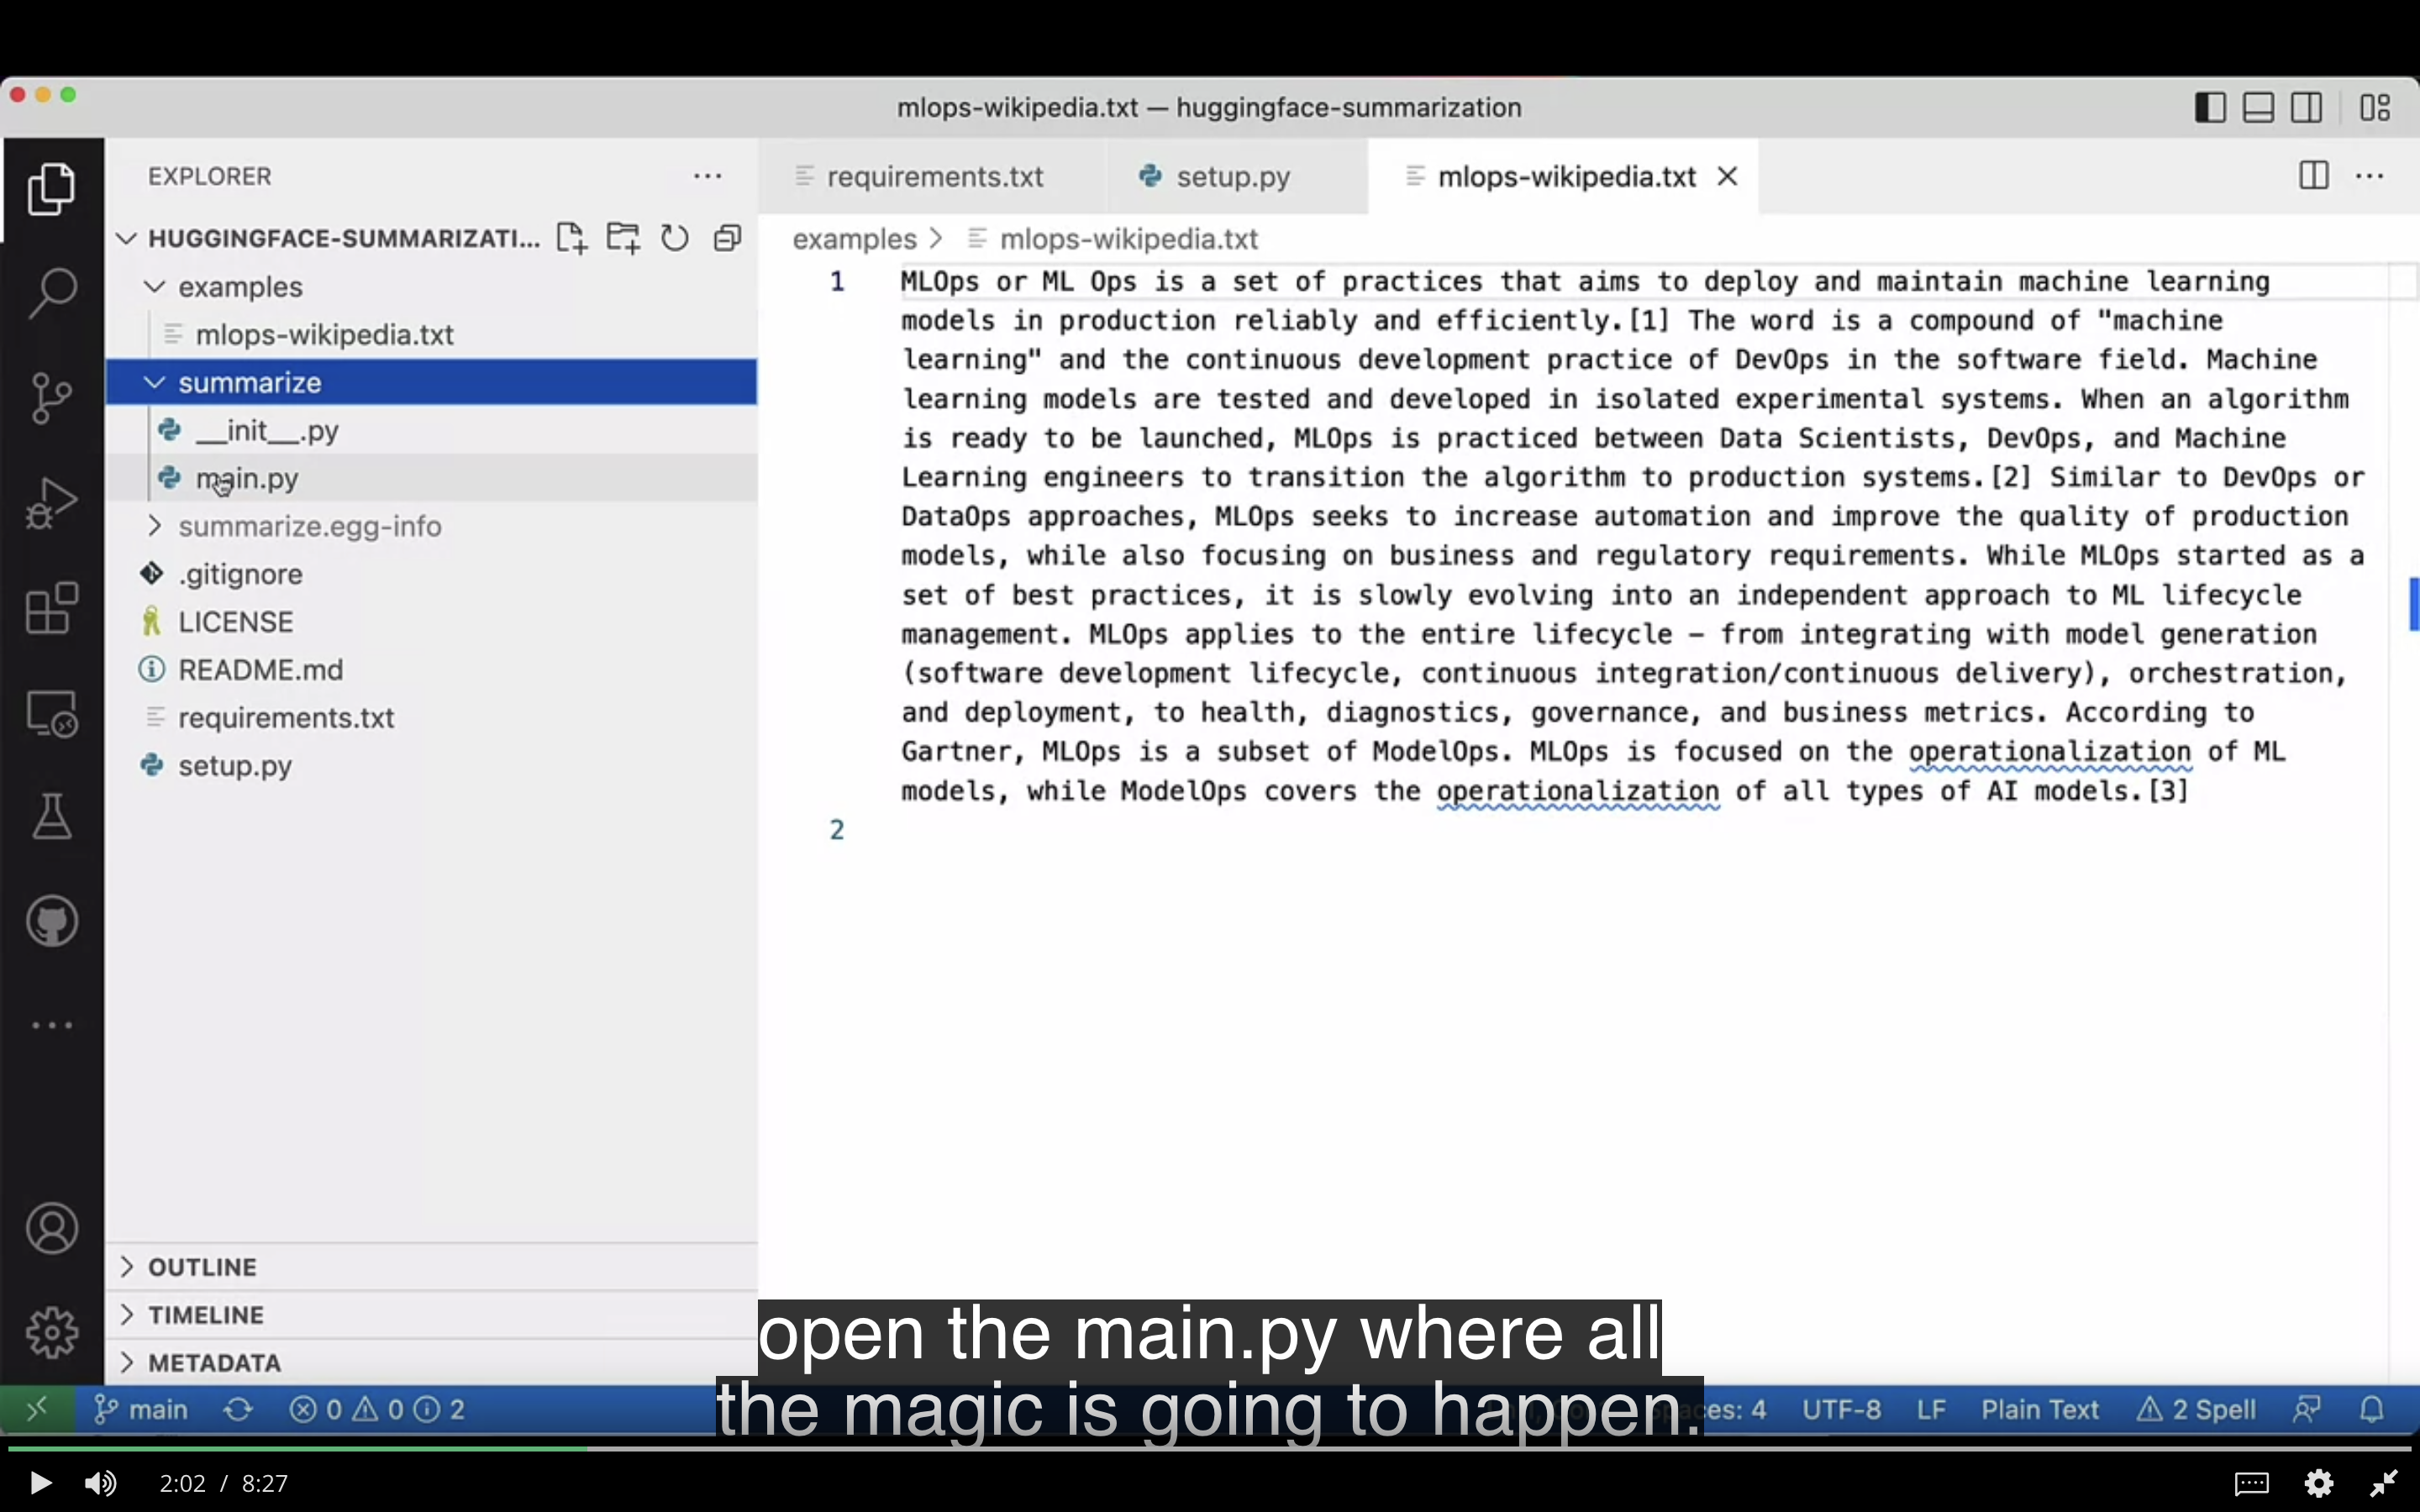 mlops-wikipedia.txt — huggingface-summarization
EXPLORER
HUGGINGFACE-SUMMARIZATI...
examples
mlops-wikipedia.txt
summarize
__init__.py
main.py
summarize.egg-info
.gitignore
LICENSE
README.md
requirements.txt
setup.py
OUTLINE
TIMELINE
METADATA
requirements.txt
setup.py
mlops-wikipedia.txt
examples > mlops-wikipedia.txt
1 MLOps or ML Ops is a set of practices that aims to deploy and maintain machine learning
models in production reliably and efficiently.[1] The word is a compound of "machine
learning" and the continuous development practice of DevOps in the software field. Machine
learning models are tested and developed in isolated experimental systems. When an algorithm
is ready to be launched, MLOps is practiced between Data Scientists, DevOps, and Machine
Learning engineers to transition the algorithm to production systems.[2] Similar to DevOps or
DataOps approaches, MLOps seeks to increase automation and improve the quality of production
models, while also focusing on business and regulatory requirements. While MLOps started as a
set of best practices, it is slowly evolving into an independent approach to ML lifecycle
management. MLOps applies to the entire lifecycle – from integrating with model generation
(software development lifecycle, continuous integration/continuous delivery), orchestration,
and deployment, to health, diagnostics, governance, and business metrics. According to
Gartner, MLOps is a subset of ModelOps. MLOps is focused on the operationalization of ML
models, while ModelOps covers the operationalization of all types of AI models.[3]
2
open the main.py where all
the magic is going to happen.
main 0 0 2
4 UTF-8 LF Plain Text 2 Spell
2:02 / 8:27